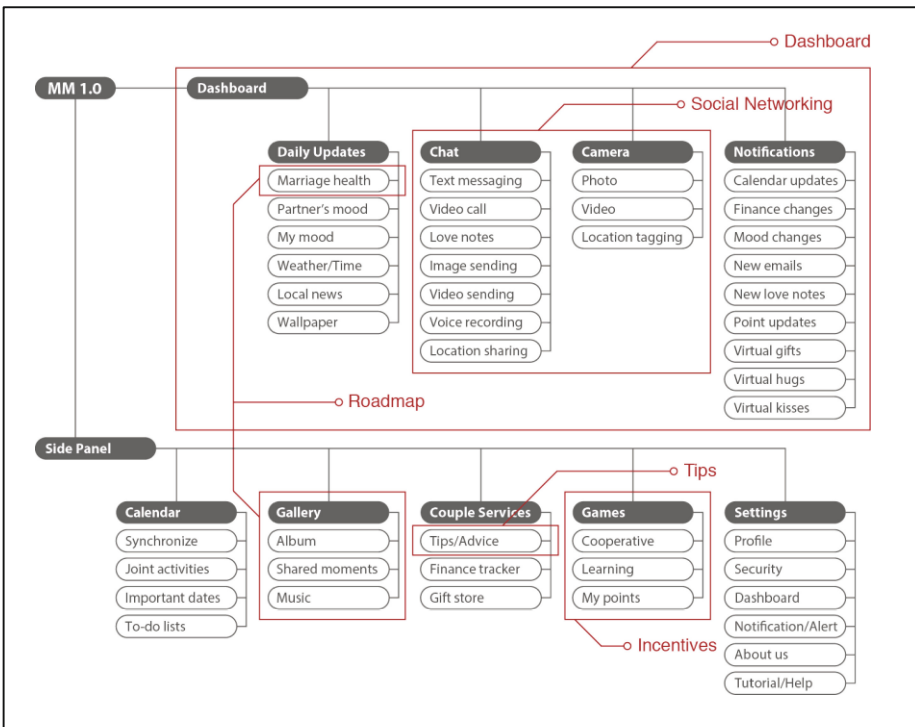 Dashboard
MM 1.0
Dashboard
Social Networking
Daily Updates
Marriage health
Partner's mood
My mood
Weather/Time
Local news
Wallpaper
Chat
Text messaging
Video call
Love notes
Image sending
Video sending
Voice recording
Location sharing
Camera
Photo
Video
Location tagging
Notifications
Calendar updates
Finance changes
Mood changes
New emails
New love notes
Point updates
Virtual gifts
Virtual hugs
Virtual kisses
Roadmap
Side Panel
Tips
Calendar
Synchronize
Joint activities
Important dates
To-do lists
Gallery
Album
Shared moments
Music
Couple Services
Tips/Advice
Finance tracker
Gift store
Games
Cooperative
Learning
My points
Incentives
Settings
Profile
Security
Dashboard
Notification/Alert
About us
Tutorial/Help